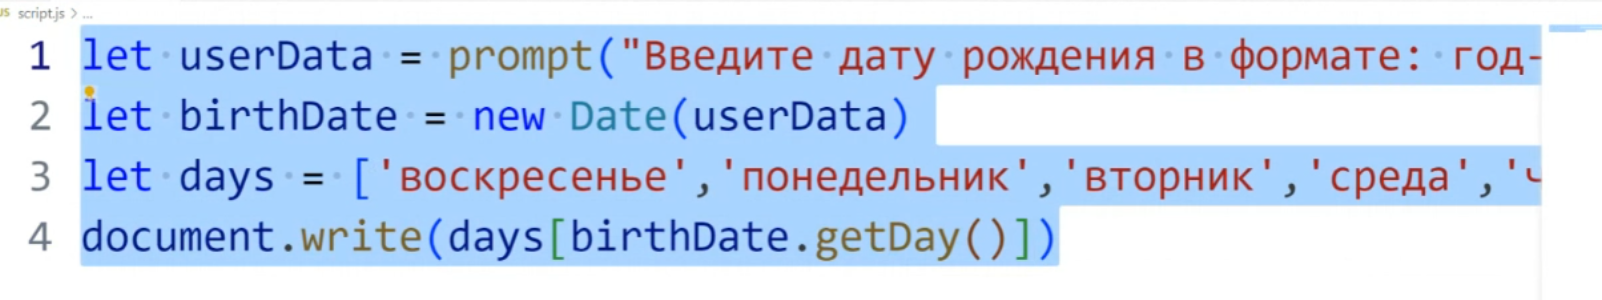 JS script.js > ...
1 let userData = prompt("Введите дату рождения в формате: год-
2 let birthDate = new Date(userData)
3 let days = ['воскресенье','понедельник','вторник','среда','ч
4 document.write(days[birthDate.getDay()])